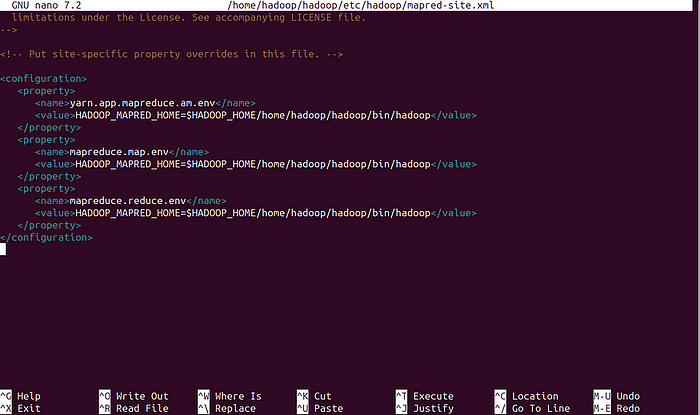 GNU nano 7.2 /home/hadoop/hadoop/etc/hadoop/mapred-site.xml
limitations under the License. See accompanying LICENSE file.
-->
<!-- Put site-specific property overrides in this file. -->
<configuration>
<property>
<name>yarn.app.mapreduce.am.env</name>
<value>HADOOP_MAPRED_HOME=$HADOOP_HOME/home/hadoop/hadoop/bin/hadoop</value>
</property>
<property>
<name>mapreduce.map.env</name>
<value>HADOOP_MAPRED_HOME=$HADOOP_HOME/home/hadoop/hadoop/bin/hadoop</value>
</property>
<property>
<name>mapreduce.reduce.env</name>
<value>HADOOP_MAPRED_HOME=$HADOOP_HOME/home/hadoop/hadoop/bin/hadoop</value>
</property>
</configuration>
^G Help ^O Write Out ^W Where Is ^K Cut ^T Execute ^C Location M-U Undo
^X Exit ^R Read File ^\ Replace ^U Paste ^J Justify ^/ Go To Line M-E Redo